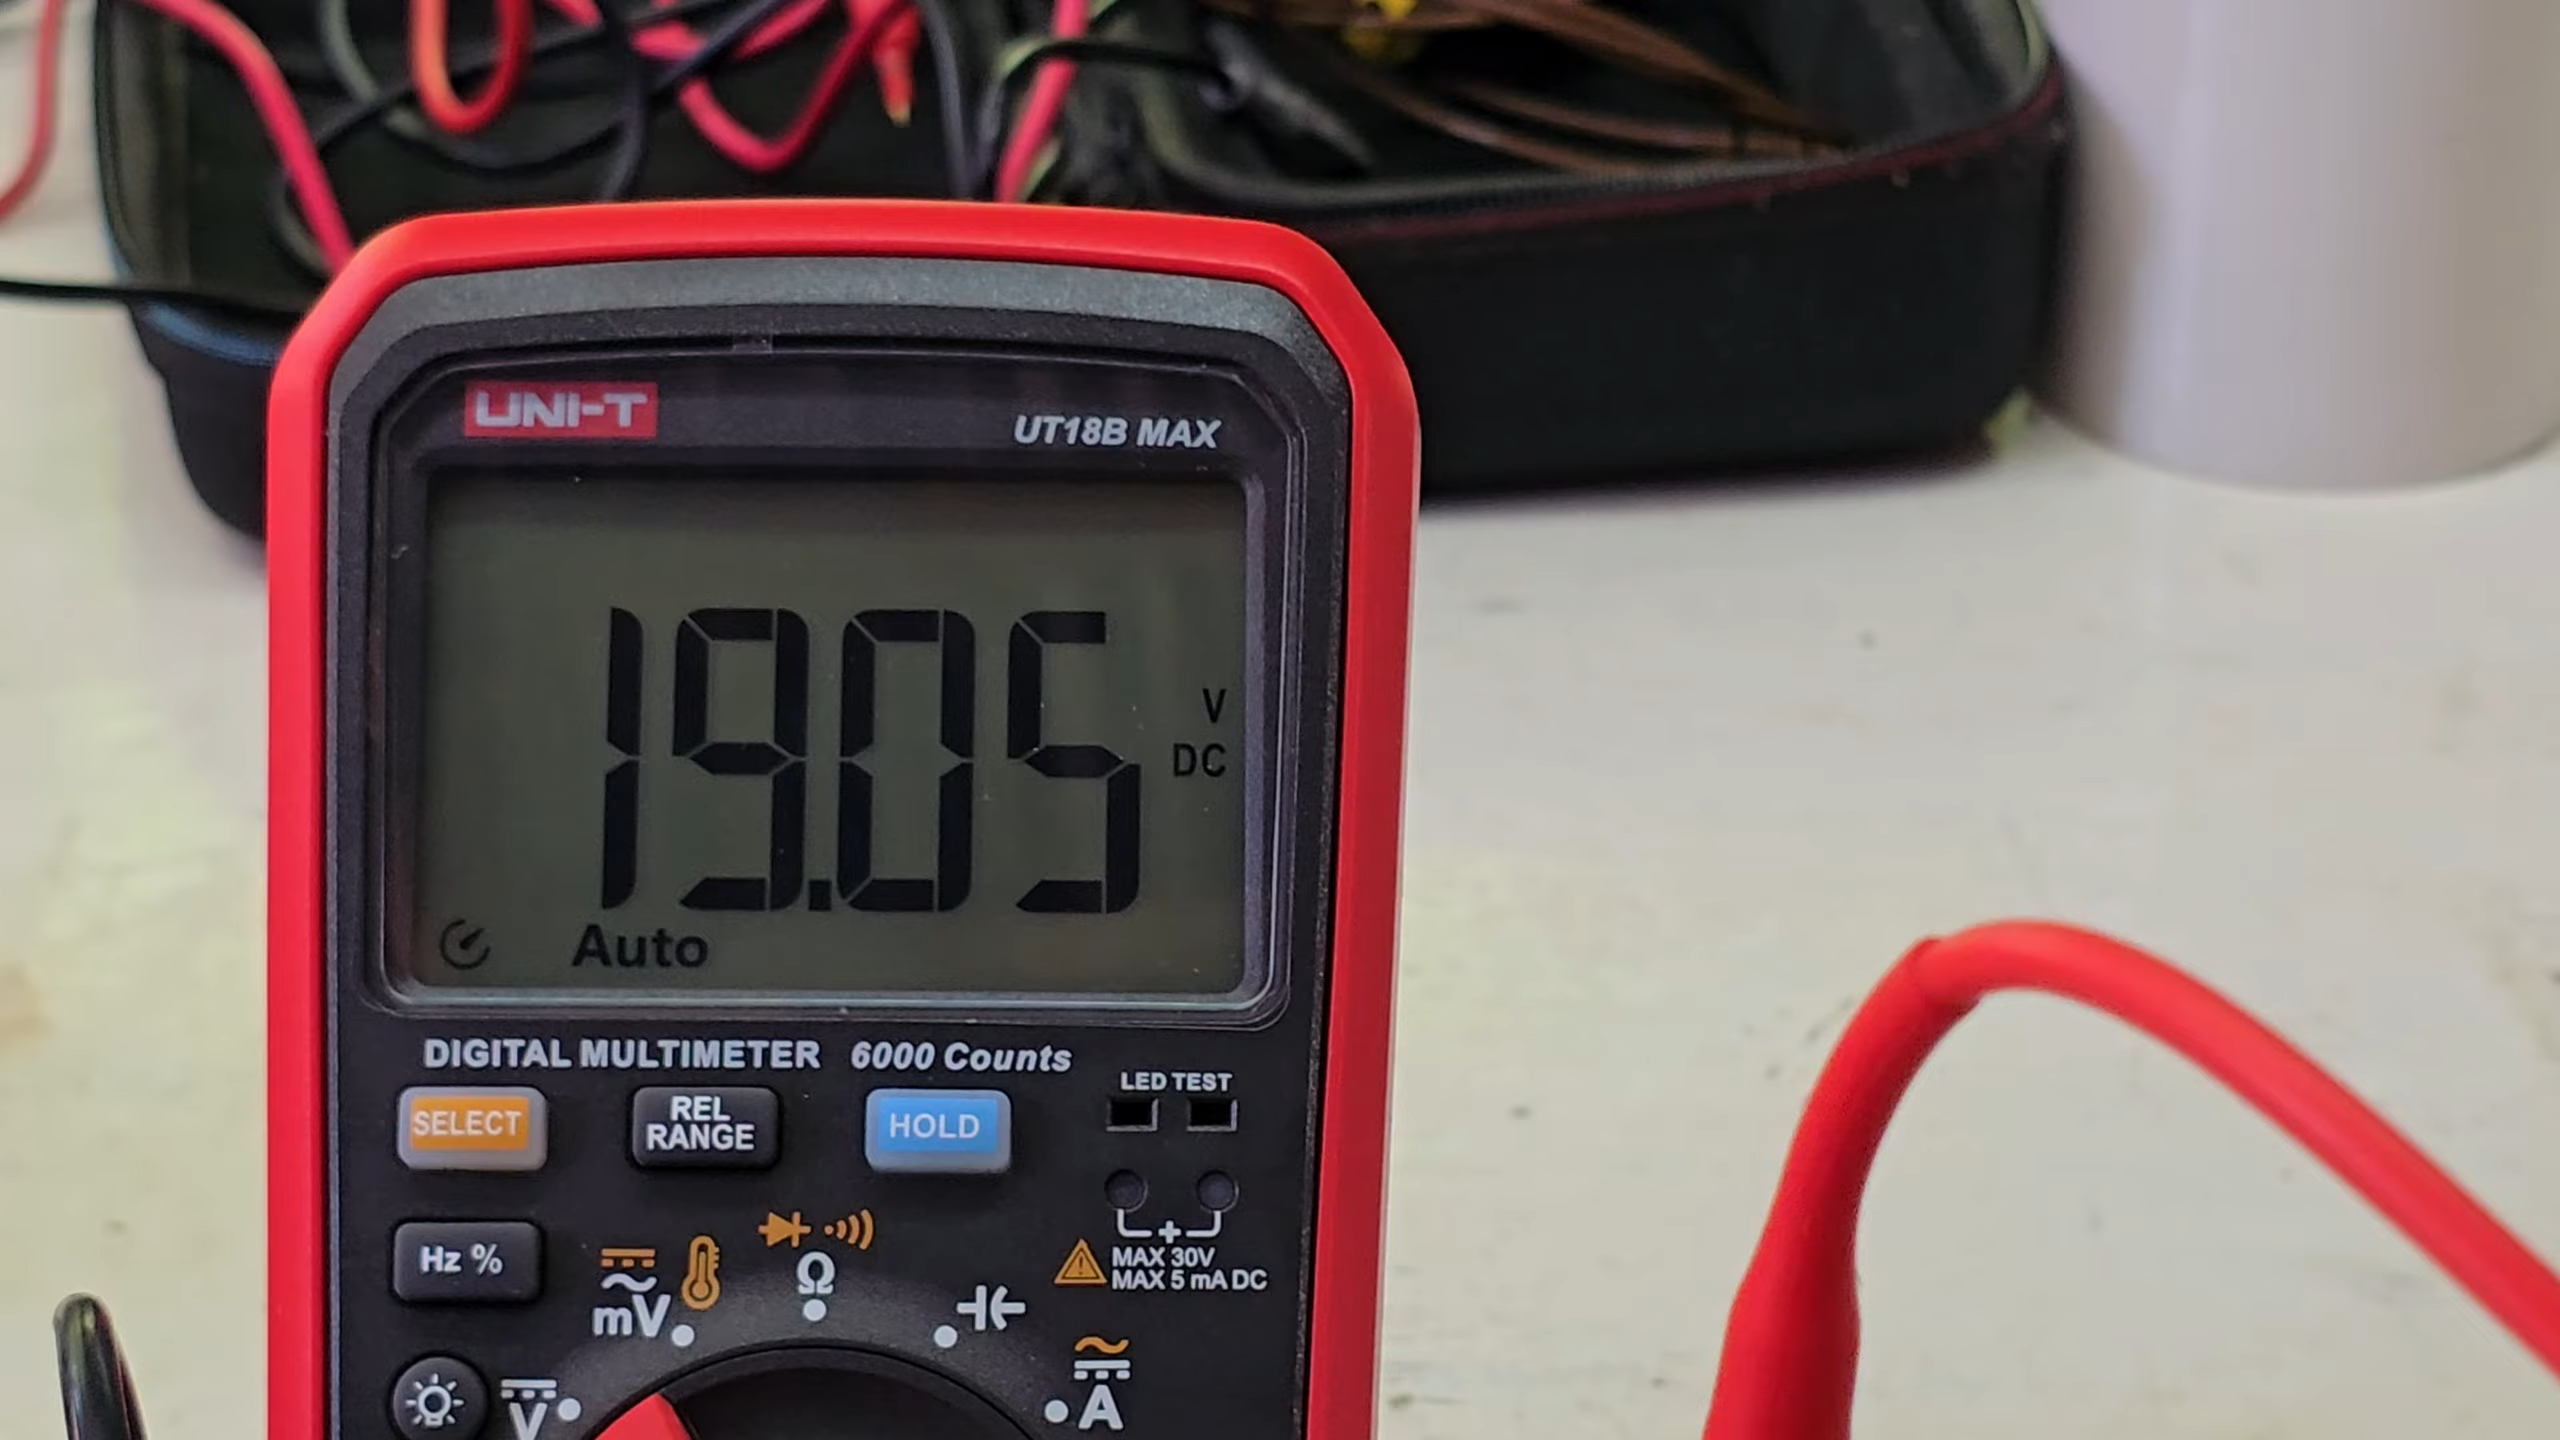 UNI-T
UT18B MAX
19.05
V
DC
Auto
DIGITAL MULTIMETER 6000 Counts
LED TEST
SELECT
REL
RANGE
HOLD
Hz %
mV
Ω
+
MAX 30V
MAX 5 mA DC
V
A